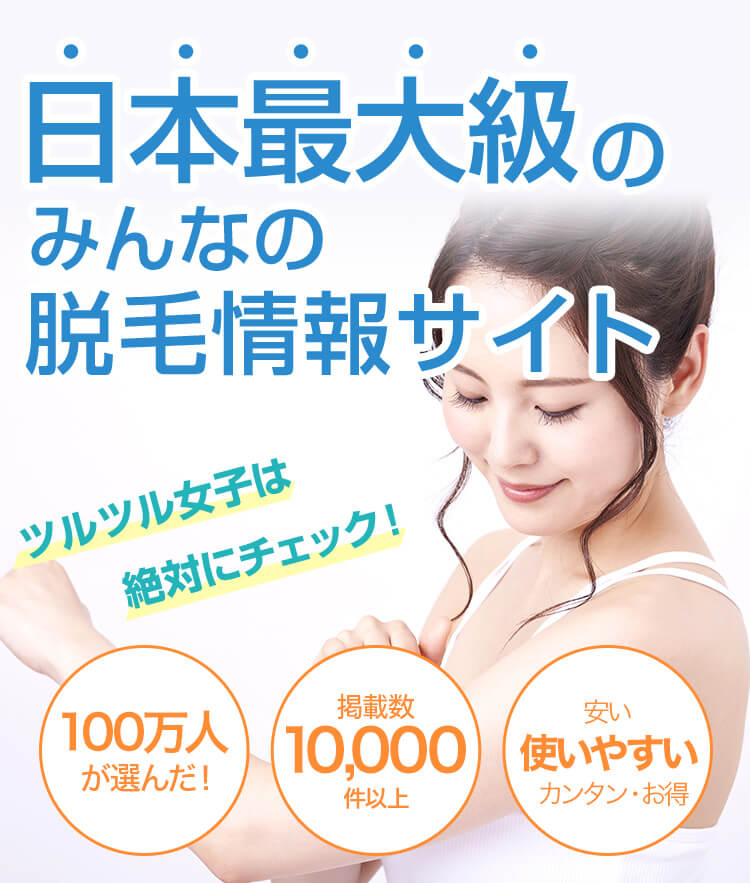 日本最大級の
みんなの
脱毛情報サイト
ツルツル女子は
絶対にチェック！
100万人
が選んだ！
掲載数
10,000
件以上
安い
使いやすい
カンタン・お得